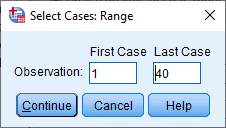 Select Cases: Range
First Case Last Case
Observation: 1 40
Continue Cancel Help